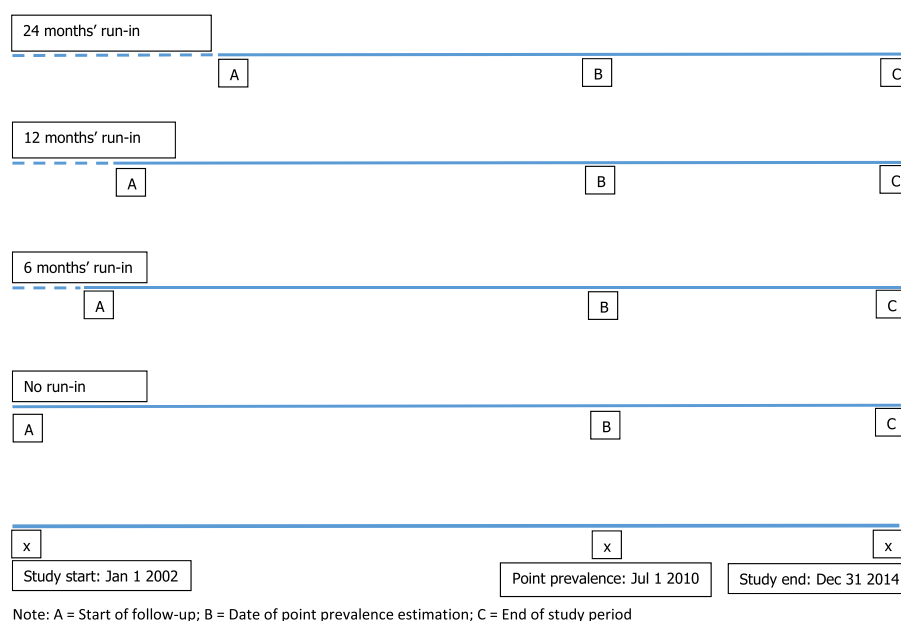 24 months’ run-in
A
B
C
12 months’ run-in
A
B
C
6 months’ run-in
A
B
C
No run-in
A
B
C
x
x
x
Study start: Jan 1 2002
Point prevalence: Jul 1 2010
Study end: Dec 31 2014
Note: A = Start of follow-up; B = Date of point prevalence estimation; C = End of study period